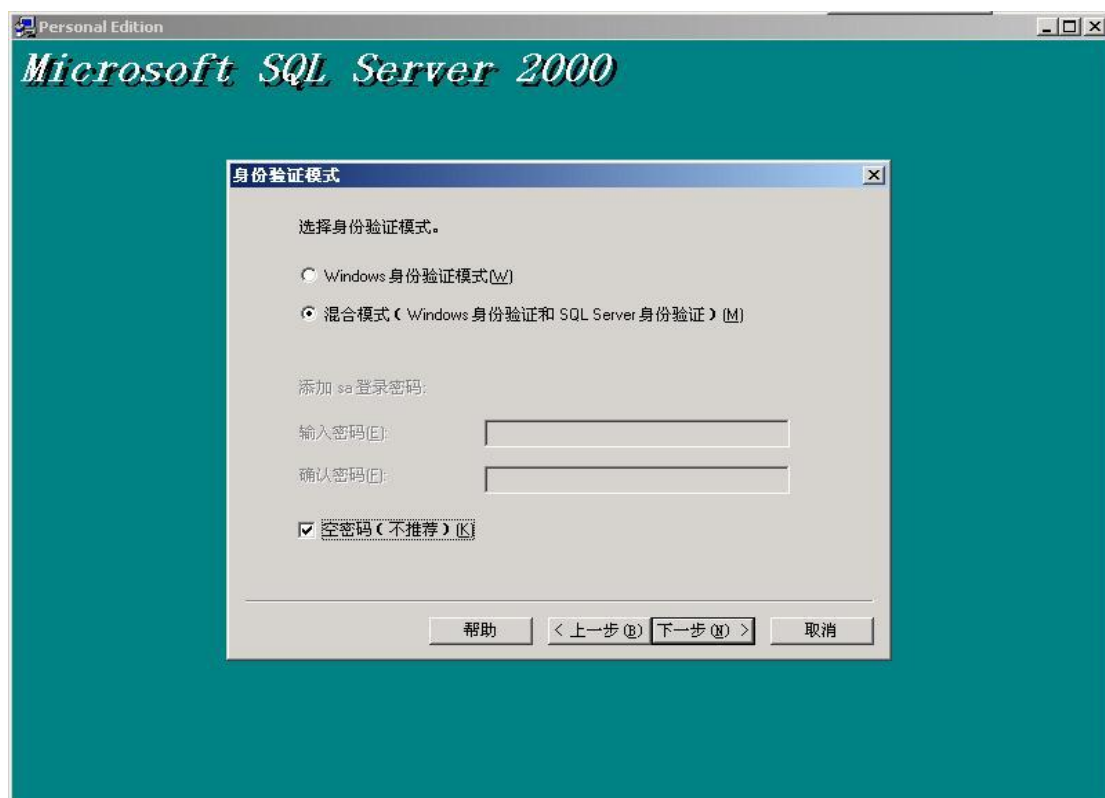 Personal Edition
Microsoft SQL Server 2000
身份验证模式
选择身份验证模式。
Windows 身份验证模式(W)
混合模式(Windows 身份验证和 SQL Server 身份验证)(M)
添加 sa 登录密码:
输入密码(E):
确认密码(F):
空密码(不推荐)(K)
帮助 < 上一步(B) 下一步(N) > 取消